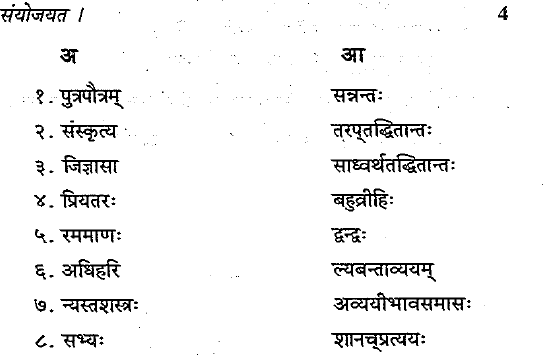 संयोजयत । 4
अ आ
१. पुत्रपौत्रम् सन्नन्तः
२. संस्कृत्य तरप्तद्धितान्तः
३. जिज्ञासा साध्वर्थतद्धितान्तः
४. प्रियतरः बहुव्रीहिः
५. रममाणः द्वन्द्वः
६. अधिहरि ल्यबन्ताव्ययम्
७. न्यस्तशस्त्रः अव्ययीभावसमासः
८. सभ्यः शानच्प्रत्ययः